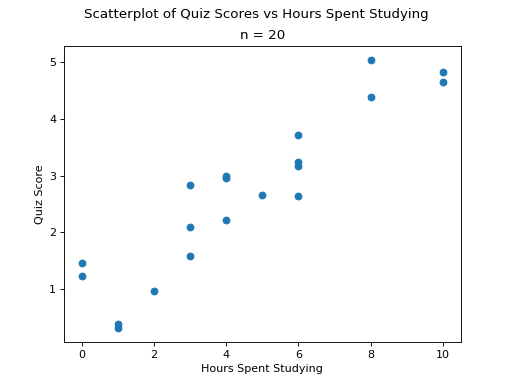 Scatterplot of Quiz Scores vs Hours Spent Studying
n = 20
5
4
3
2
1
Quiz Score
0 2 4 6 8 10
Hours Spent Studying